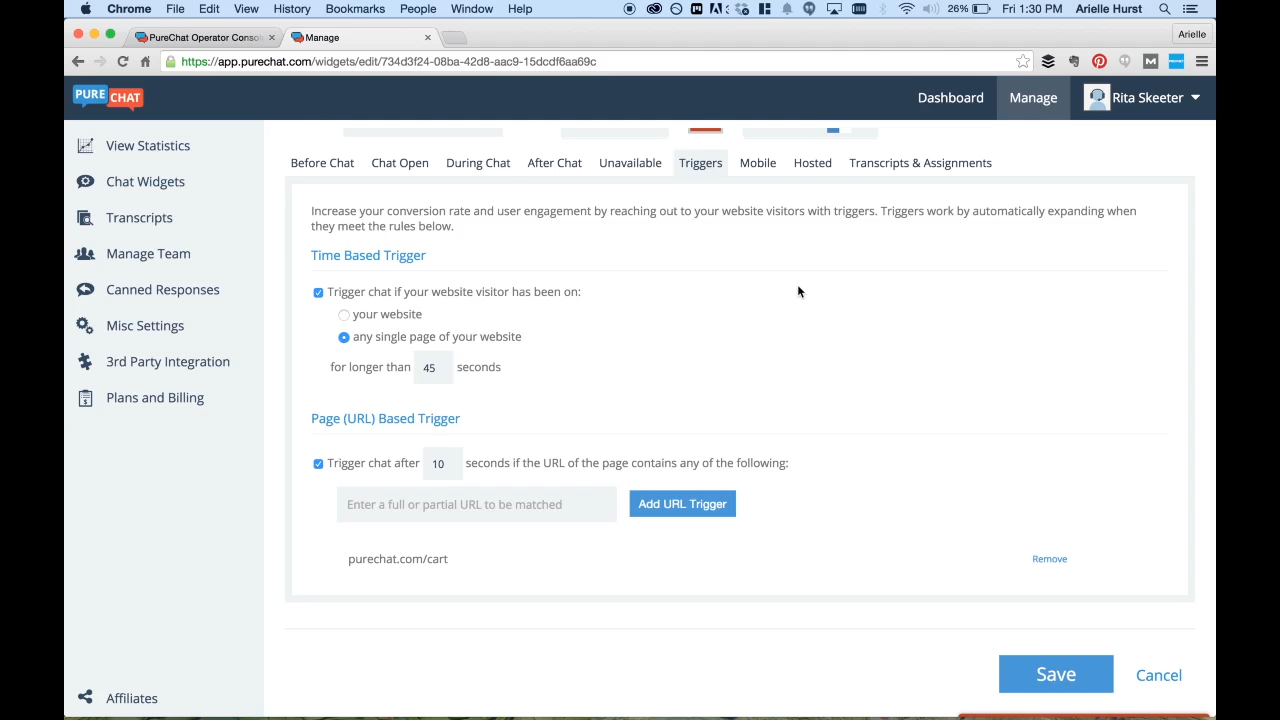 Chrome File Edit View History Bookmarks People Window Help 26% Fri 1:30 PM Arielle Hurst
PureChat Operator Consol Manage Arielle
https://app.purechat.com/widgets/edit/734d3f24-08ba-42d8-aac9-15dcdf6aa69c
PURE CHAT Dashboard Manage Rita Skeeter
View Statistics
Chat Widgets
Transcripts
Manage Team
Canned Responses
Misc Settings
3rd Party Integration
Plans and Billing
Affiliates
Before Chat Chat Open During Chat After Chat Unavailable Triggers Mobile Hosted Transcripts & Assignments
Increase your conversion rate and user engagement by reaching out to your website visitors with triggers. Triggers work by automatically expanding when
they meet the rules below.
Time Based Trigger
Trigger chat if your website visitor has been on:
your website
any single page of your website
for longer than 45 seconds
Page (URL) Based Trigger
Trigger chat after 10 seconds if the URL of the page contains any of the following:
Enter a full or partial URL to be matched Add URL Trigger
purechat.com/cart Remove
Save Cancel